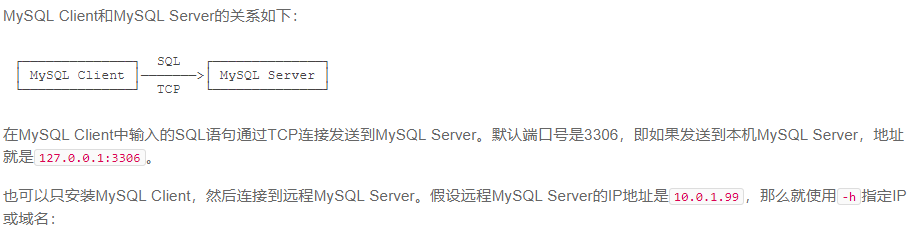 MySQL Client和MySQL Server的关系如下：
SQL
MySQL Client ───────> MySQL Server
TCP
在MySQL Client中输入的SQL语句通过TCP连接发送到MySQL Server。默认端口号是3306，即如果发送到本机MySQL Server，地址
就是127.0.0.1:3306。
也可以只安装MySQL Client，然后连接到远程MySQL Server。假设远程MySQL Server的IP地址是10.0.1.99，那么就使用-h指定IP
或域名：